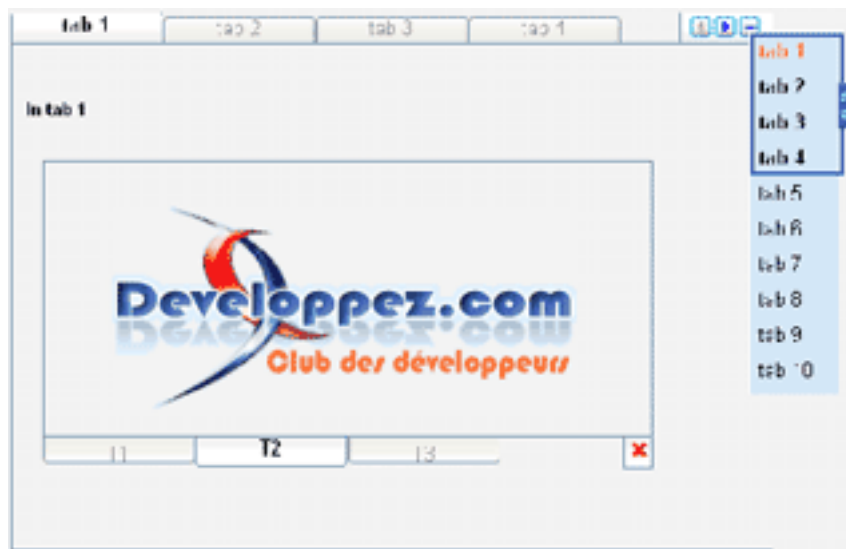 tab 1
tab 2
tab 3
tab 4
tab 1
tab 2
tab 3
tab 4
tab 5
tab 6
tab 7
tab 8
tab 9
tab 10
In tab 1
Developpez.com
Club des développeurs
T1
T2
T3